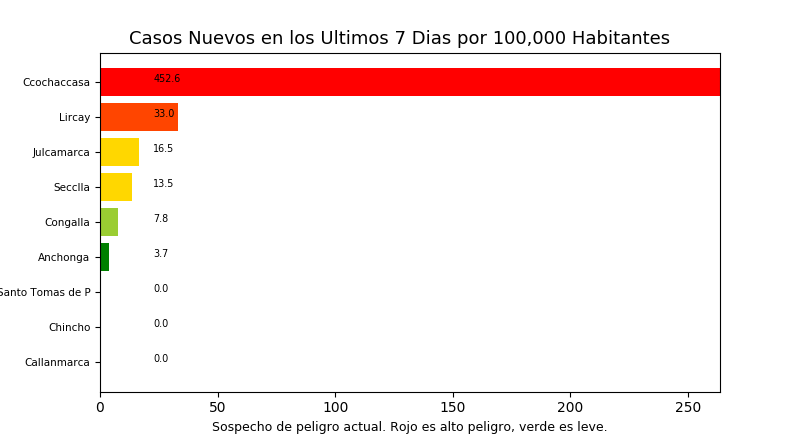 Casos Nuevos en los Ultimos 7 Dias por 100,000 Habitantes
Ccochaccasa 452.6
Lircay 33.0
Julcamarca 16.5
Secclla 13.5
Congalla 7.8
Anchonga 3.7
Santo Tomas de P 0.0
Chincho 0.0
Callanmarca 0.0
0 50 100 150 200 250
Sospecho de peligro actual. Rojo es alto peligro, verde es leve.